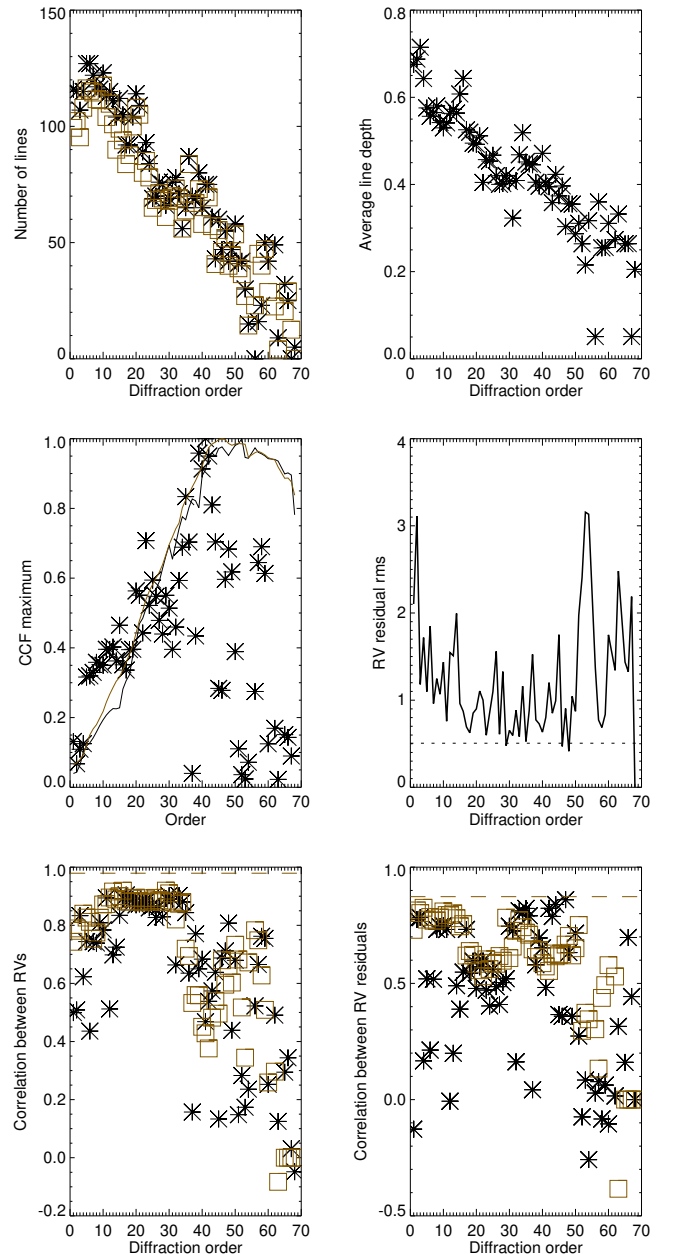 150
100
50
0
Number of lines
0 10 20 30 40 50 60 70
Diffraction order
0.8
0.6
0.4
0.2
0.0
Average line depth
0 10 20 30 40 50 60 70
Diffraction order
1.0
0.8
0.6
0.4
0.2
0.0
CCF maximum
0 10 20 30 40 50 60 70
Order
4
3
2
1
0
RV residual rms
0 10 20 30 40 50 60 70
Diffraction order
1.0
0.8
0.6
0.4
0.2
0.0
-0.2
Correlation between RVs
0 10 20 30 40 50 60 70
Diffraction order
1.0
0.5
0.0
-0.5
Correlation between RV residuals
0 10 20 30 40 50 60 70
Diffraction order